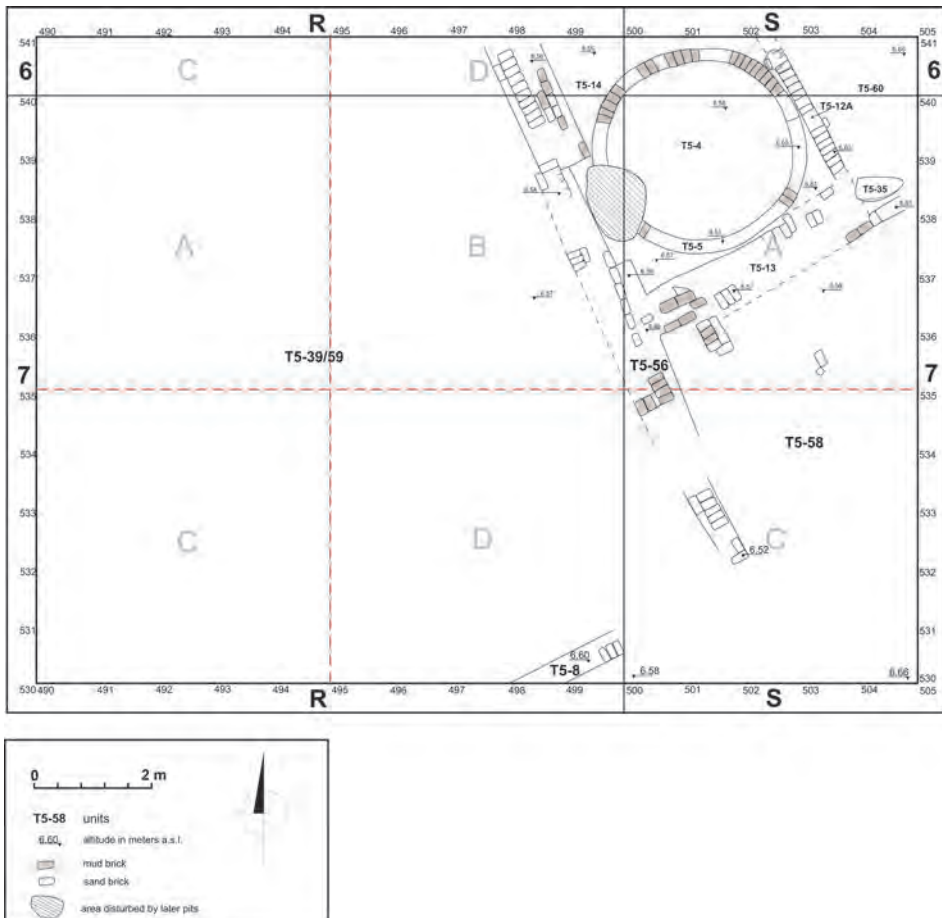 R S
490 491 492 493 494 495 496 497 498 499 500 501 502 503 504 505
541 541
6 C D T5-14 T5-60 6
540 T5-12A 540
T5-4
539 539
T5-35
538 538
A B T5-5 A
T5-13
537 537
536 536
T5-39/59 T5-56
7 7
535 535
T5-58
534 534
533 533
C D C
6.52
532 532
531 531
6.60
T5-8 6.58 6.66
530 530
490 491 492 493 494 495 496 497 498 499 500 501 502 503 504 505
R S
0 2 m
T5-58 units
6.60 altitude in meters a.s.l.
mud brick
sand brick
area disturbed by later pits